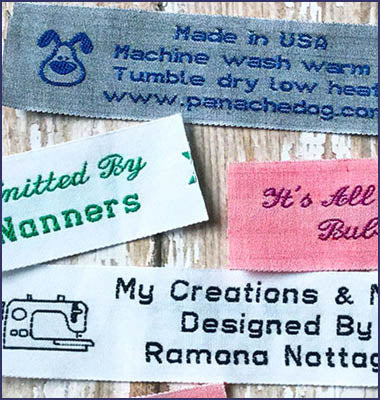 Made in USA
Machine wash warm
Tumble dry low heat
www.panachedog.com
Knitted By
Nanners
It's All
My Creations &
Designed By
Ramona